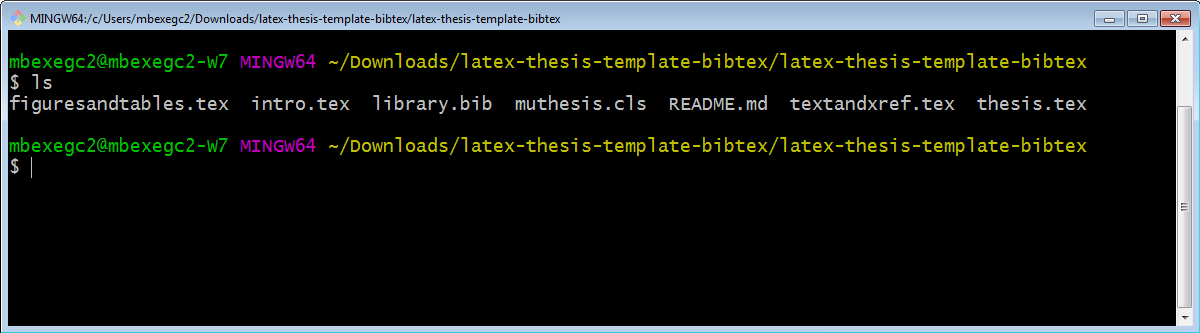 MINGW64:/c/Users/mbexegc2/Downloads/latex-thesis-template-bibtex/latex-thesis-template-bibtex
mbexegc2@mbexegc2-W7 MINGW64 ~/Downloads/latex-thesis-template-bibtex/latex-thesis-template-bibtex
$ ls
figuresandtables.tex  intro.tex  library.bib  muthesis.cls  README.md  textandxref.tex  thesis.tex
mbexegc2@mbexegc2-W7 MINGW64 ~/Downloads/latex-thesis-template-bibtex/latex-thesis-template-bibtex
$